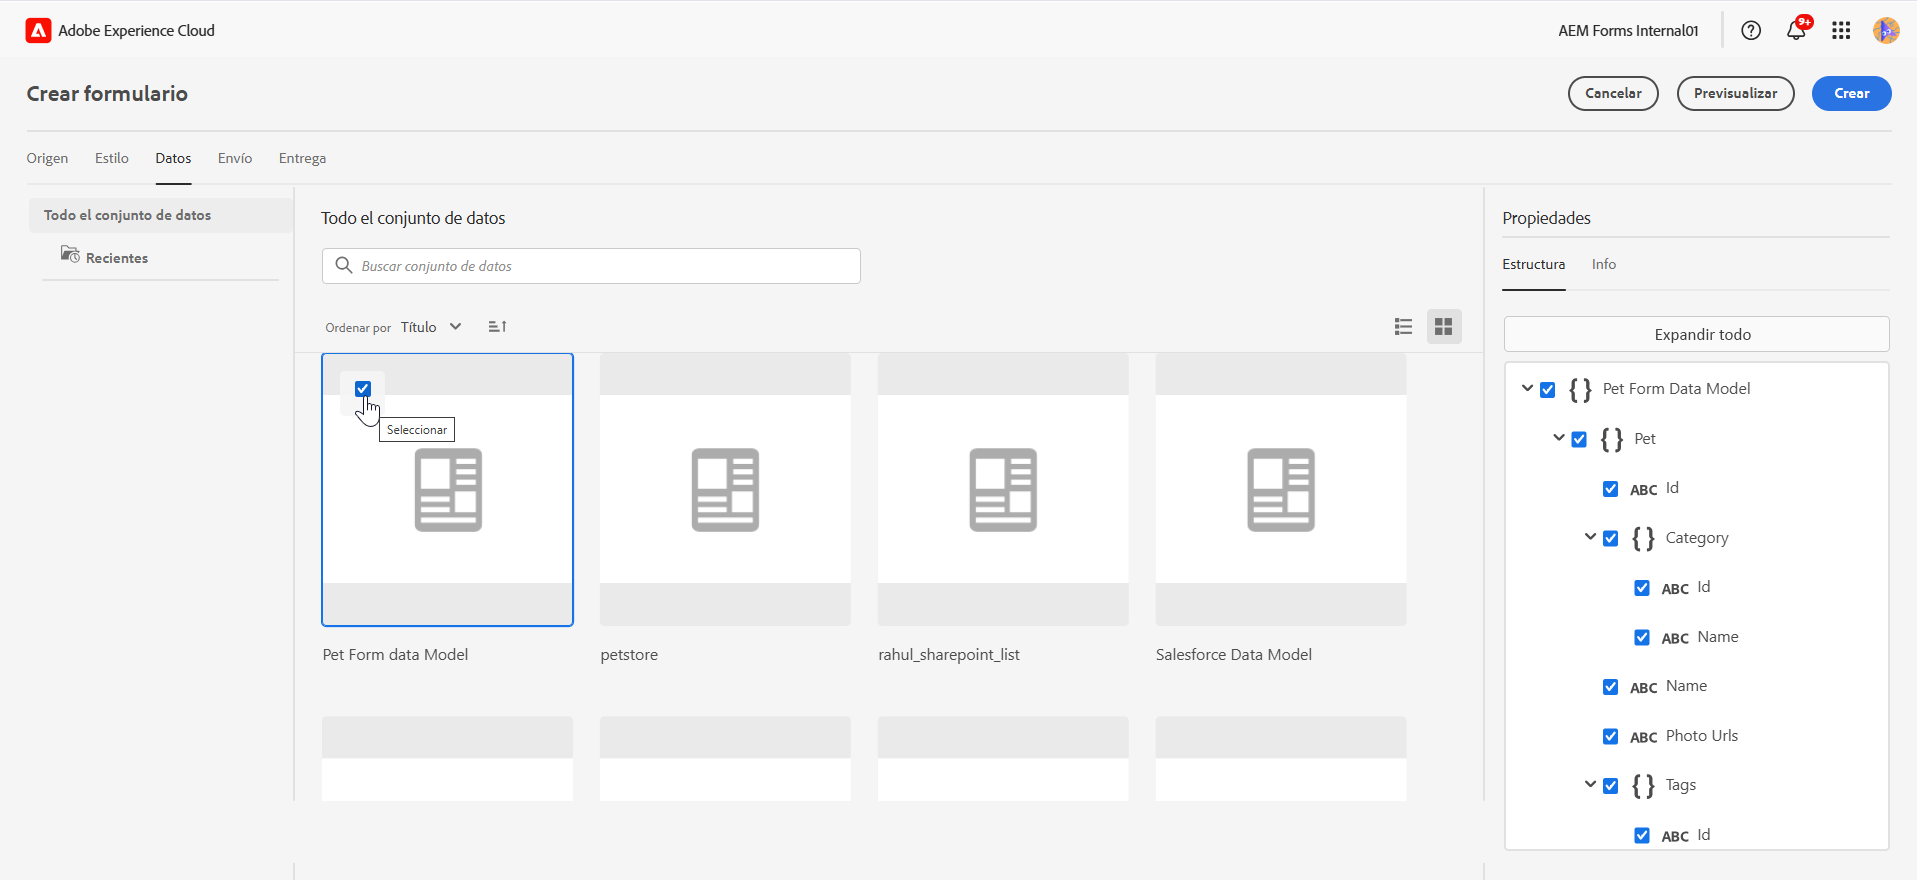 Adobe Experience Cloud
AEM Forms Internal01
9+
Crear formulario
Cancelar
Previsualizar
Crear
Origen
Estilo
Datos
Envío
Entrega
Todo el conjunto de datos
Recientes
Todo el conjunto de datos
Buscar conjunto de datos
Ordenar por Título
Seleccionar
Pet Form data Model
petstore
rahul_sharepoint_list
Salesforce Data Model
Propiedades
Estructura
Info
Expandir todo
{} Pet Form Data Model
{} Pet
ABC Id
{} Category
ABC Id
ABC Name
ABC Name
ABC Photo Urls
{} Tags
ABC Id